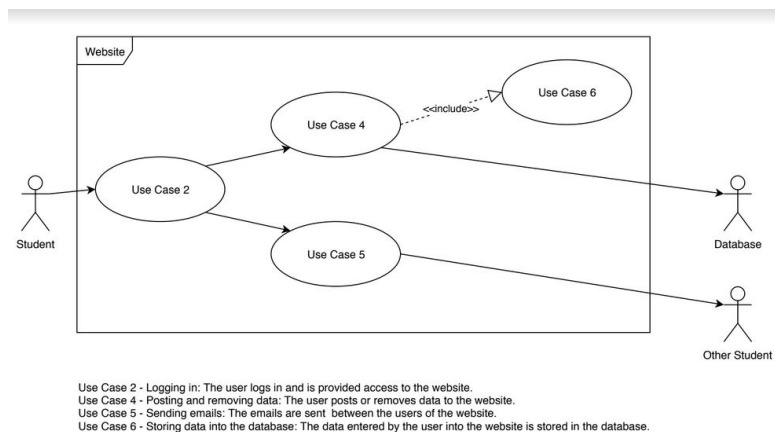 Website
Use Case 6
<<include>>
Use Case 4
Use Case 2
Student
Database
Use Case 5
Other Student
Use Case 2 - Logging in: The user logs in and is provided access to the website.
Use Case 4 - Posting and removing data: The user posts or removes data to the website.
Use Case 5 - Sending emails: The emails are sent between the users of the website.
Use Case 6 - Storing data into the database: The data entered by the user into the website is stored in the database.